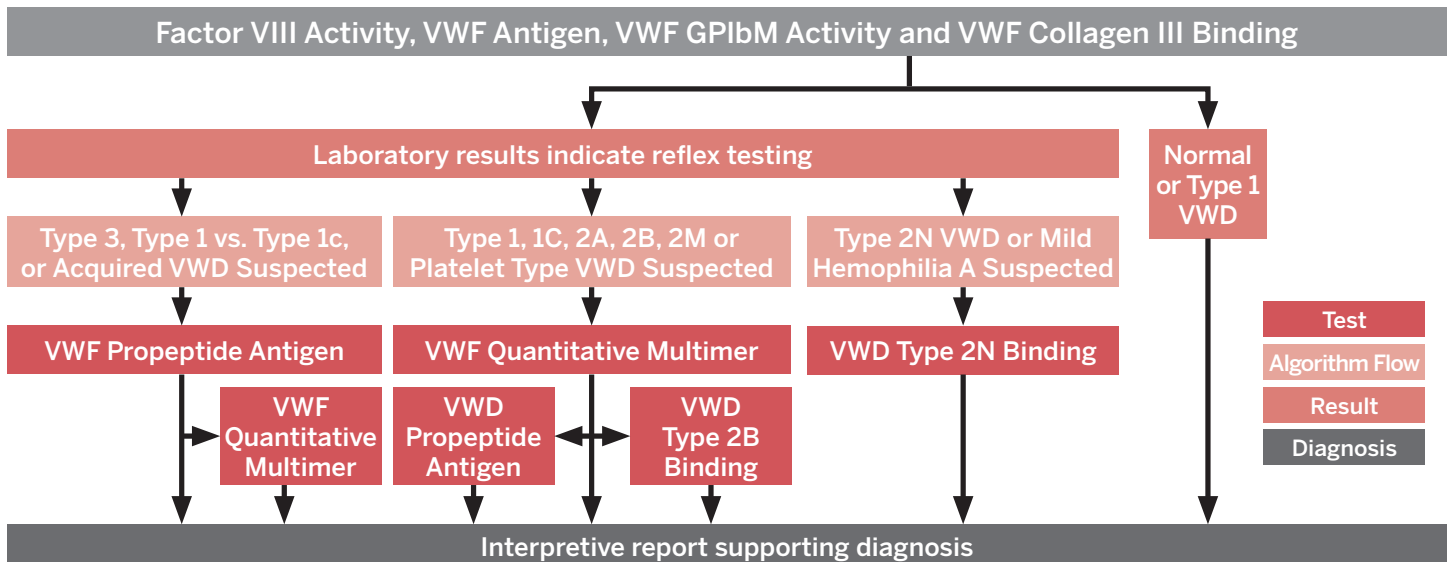 Factor VIII Activity, VWF Antigen, VWF GPIbM Activity and VWF Collagen III Binding
Laboratory results indicate reflex testing
Normal
or Type 1
VWD
Type 3, Type 1 vs. Type 1c,
or Acquired VWD Suspected
Type 1, 1C, 2A, 2B, 2M or
Platelet Type VWD Suspected
Type 2N VWD or Mild
Hemophilia A Suspected
VWF Propeptide Antigen
VWF Quantitative Multimer
VWD Type 2N Binding
VWF
Quantitative
Multimer
VWD
Propeptide
Antigen
VWD
Type 2B
Binding
Test
Algorithm Flow
Result
Diagnosis
Interpretive report supporting diagnosis